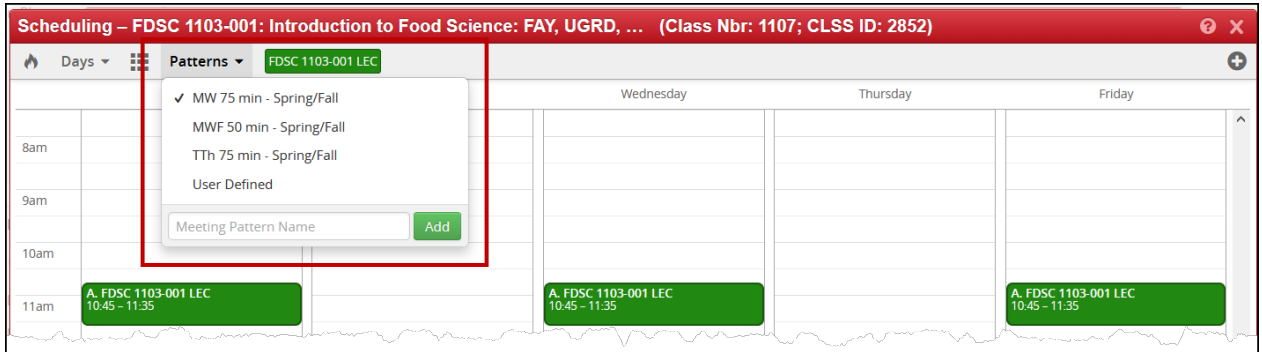 Scheduling – FDSC 1103-001: Introduction to Food Science: FAY, UGRD, … (Class Nbr: 1107; CLSS ID: 2852)
Days Patterns FDSC 1103-001 LEC
Wednesday Thursday Friday
MW 75 min - Spring/Fall
MWF 50 min - Spring/Fall
8am
TTh 75 min - Spring/Fall
User Defined
9am
Meeting Pattern Name Add
10am
A. FDSC 1103-001 LEC A. FDSC 1103-001 LEC A. FDSC 1103-001 LEC
11am 10:45 – 11:35 10:45 – 11:35 10:45 – 11:35